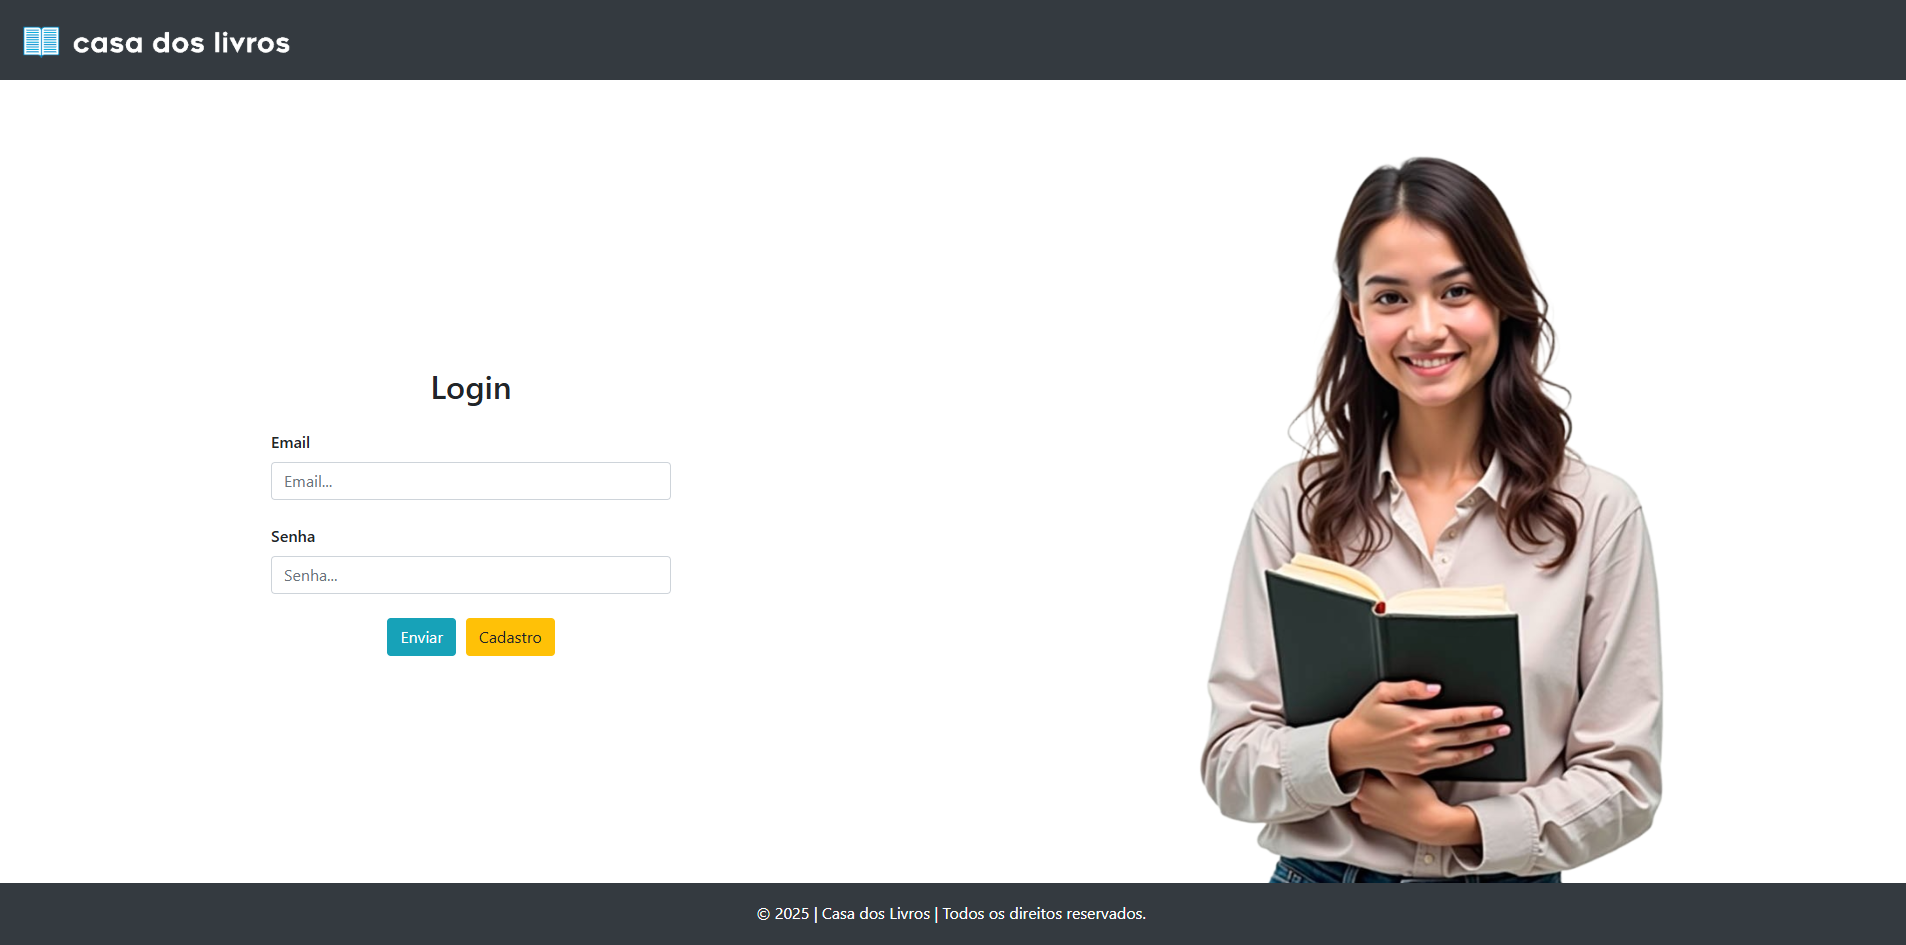 casa dos livros
Login
Email
Email...
Senha
Senha...
Enviar Cadastro
© 2025 | Casa dos Livros | Todos os direitos reservados.